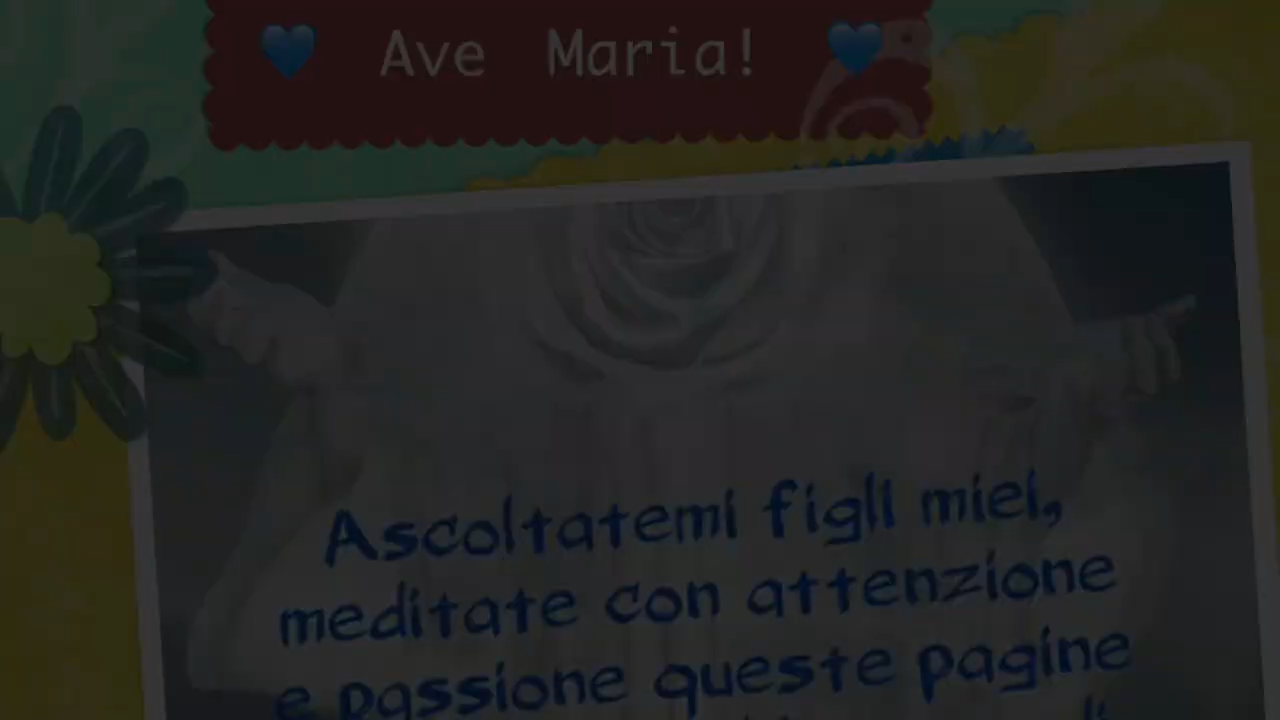 💙 Ave Maria! 💙
Ascoltatemi figli miei,
meditate con attenzione
e passione queste pagine